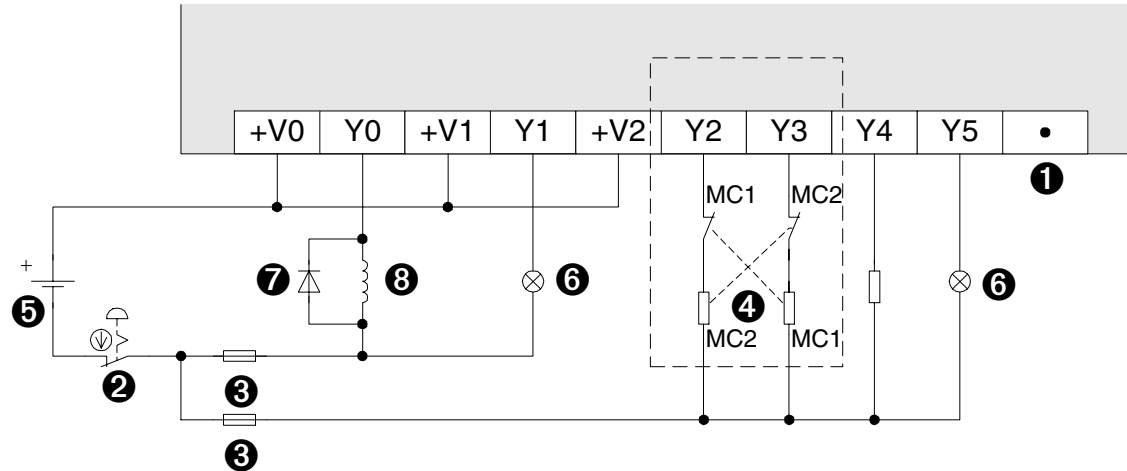 +V0 Y0 +V1 Y1 +V2 Y2 Y3 Y4 Y5 •
❶
MC1 MC2
+
❺ ❼ ❽ ❻ ❹ ❻
MC2 MC1
❷ ❸
❸